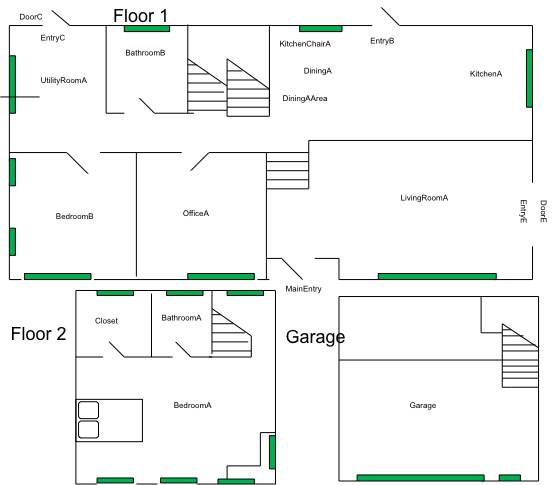 Floor 1
DoorC
EntryC
BathroomB
KitchenChairA
EntryB
UtilityRoomA
DiningA
KitchenA
DiningAArea
BedroomB
OfficeA
LivingRoomA
EntryE
DoorE
MainEntry
Floor 2
Closet
BathroomA
BedroomA
Garage
Garage